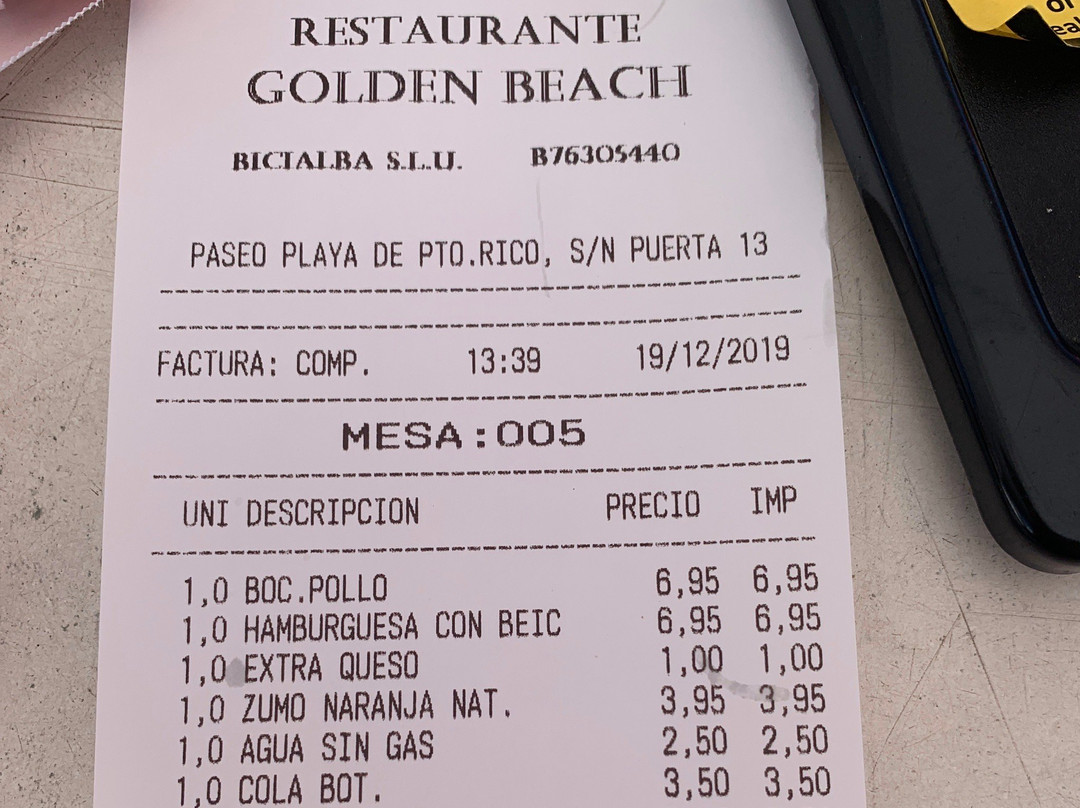 RESTAURANTE
GOLDEN BEACH
BICIALBA S.L.U. B76305440
PASEO PLAYA DE PTO.RICO, S/N PUERTA 13
FACTURA: COMP. 13:39 19/12/2019
MESA:005
UNI DESCRIPCION PRECIO IMP
1,0 BOC.POLLO 6,95 6,95
1,0 HAMBURGUESA CON BEIC 6,95 6,95
1,0 EXTRA QUESO 1,00 1,00
1,0 ZUMO NARANJA NAT. 3,95 3,95
1,0 AGUA SIN GAS 2,50 2,50
1,0 COLA BOT. 3,50 3,50